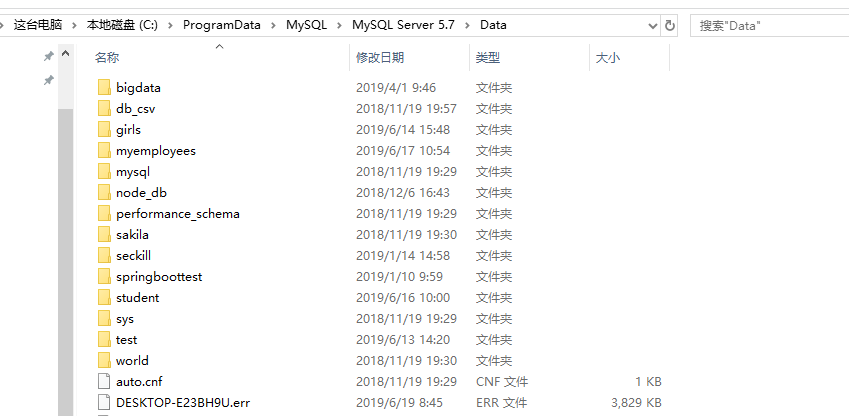 这台电脑 > 本地磁盘 (C:) > ProgramData > MySQL > MySQL Server 5.7 > Data 搜索"Data"
名称 修改日期 类型 大小
bigdata 2019/4/1 9:46 文件夹
db_csv 2018/11/19 19:57 文件夹
girls 2019/6/14 15:48 文件夹
myemployees 2019/6/17 10:54 文件夹
mysql 2018/11/19 19:29 文件夹
node_db 2018/12/6 16:43 文件夹
performance_schema 2018/11/19 19:29 文件夹
sakila 2018/11/19 19:30 文件夹
seckill 2019/1/14 14:58 文件夹
springboottest 2019/1/10 9:59 文件夹
student 2019/6/16 10:00 文件夹
sys 2018/11/19 19:29 文件夹
test 2019/6/13 14:20 文件夹
world 2018/11/19 19:30 文件夹
auto.cnf 2018/11/19 19:29 CNF 文件 1 KB
DESKTOP-E23BH9U.err 2019/6/19 8:45 ERR 文件 3,829 KB